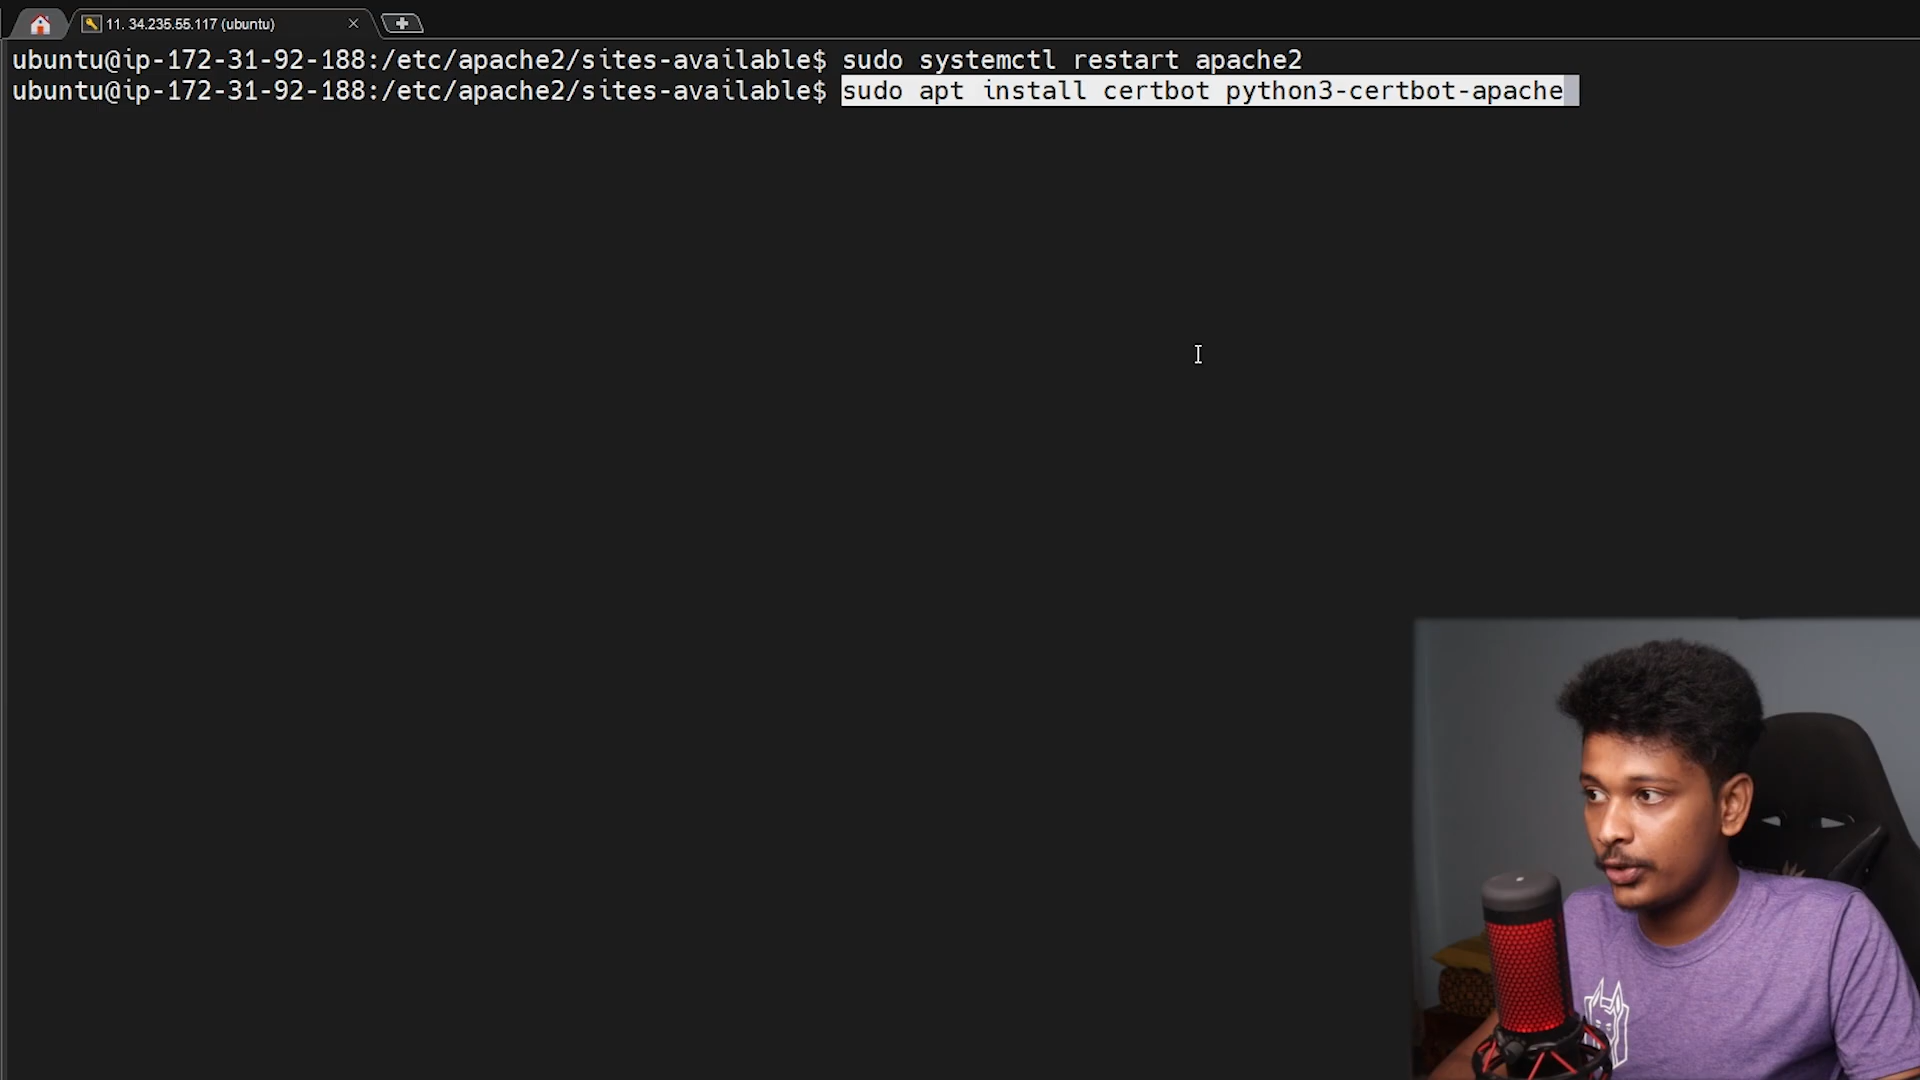 11. 34.235.55.117 (ubuntu)
ubuntu@ip-172-31-92-188:/etc/apache2/sites-available$ sudo systemctl restart apache2
ubuntu@ip-172-31-92-188:/etc/apache2/sites-available$ sudo apt install certbot python3-certbot-apache